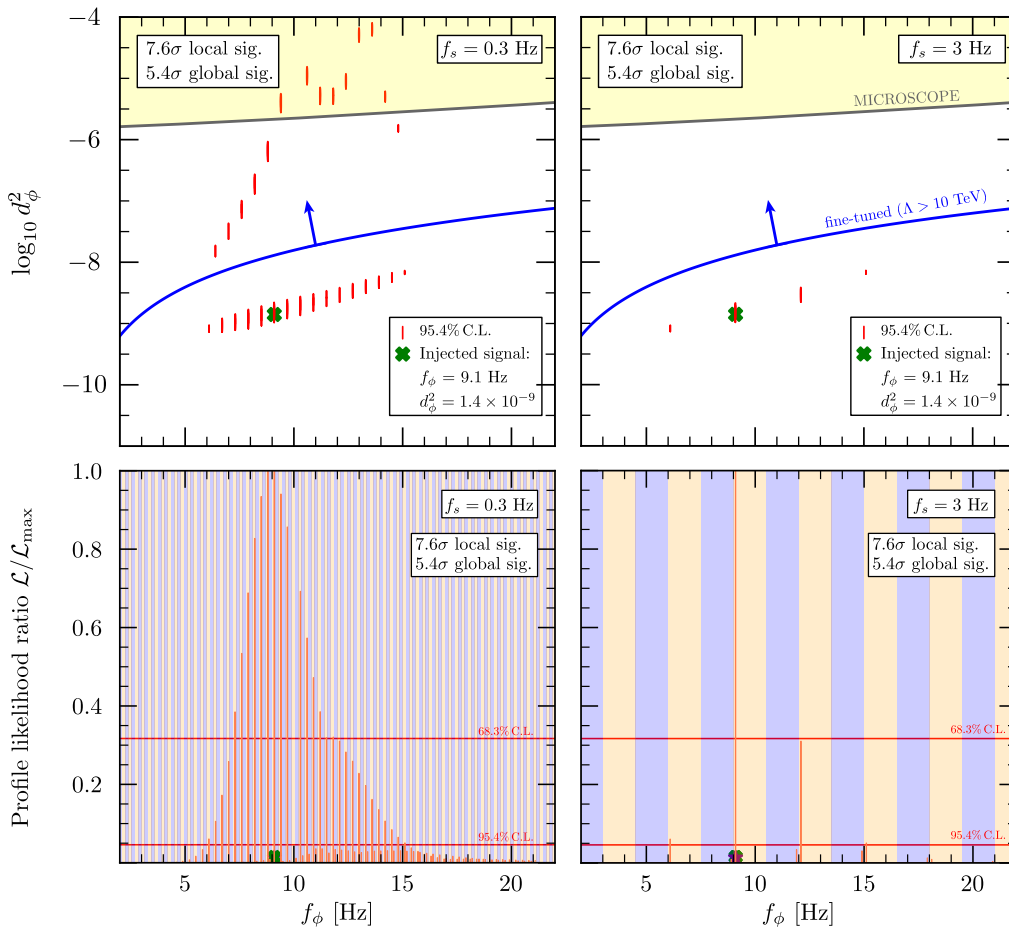 7.6σ local sig.
5.4σ global sig.
f_s = 0.3 Hz
MICROSCOPE
7.6σ local sig.
5.4σ global sig.
f_s = 3 Hz
fine-tuned (Λ > 10 TeV)
−4
−6
−8
−10
log₁₀ d²_ϕ
95.4% C.L.
Injected signal:
f_ϕ = 9.1 Hz
d²_ϕ = 1.4 × 10⁻⁹
95.4% C.L.
Injected signal:
f_ϕ = 9.1 Hz
d²_ϕ = 1.4 × 10⁻⁹
1.0
0.8
0.6
0.4
0.2
Profile likelihood ratio ℒ/ℒ_max
f_s = 0.3 Hz
7.6σ local sig.
5.4σ global sig.
68.3% C.L.
95.4% C.L.
f_s = 3 Hz
7.6σ local sig.
5.4σ global sig.
68.3% C.L.
95.4% C.L.
5 10 15 20
f_ϕ [Hz]
5 10 15 20
f_ϕ [Hz]